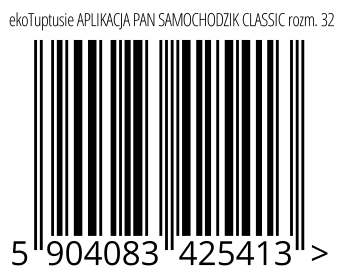 ekoTuptusie APLIKACJA PAN SAMOCHODZIK CLASSIC rozm. 32
5 904083 425413 >